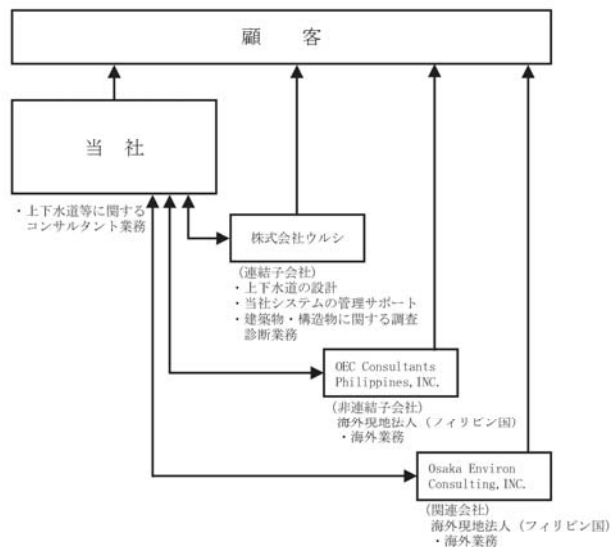 顧　客
当　社
・上下水道等に関する
コンサルタント業務
株式会社ウルシ
(連結子会社)
・上下水道の設計
・当社システムの管理サポート
・建築物・構造物に関する調査
診断業務
OEC Consultants
Philippines, INC.
(非連結子会社)
海外現地法人（フィリピン国）
・海外業務
Osaka Environ
Consulting, INC.
(関連会社)
海外現地法人（フィリピン国）
・海外業務